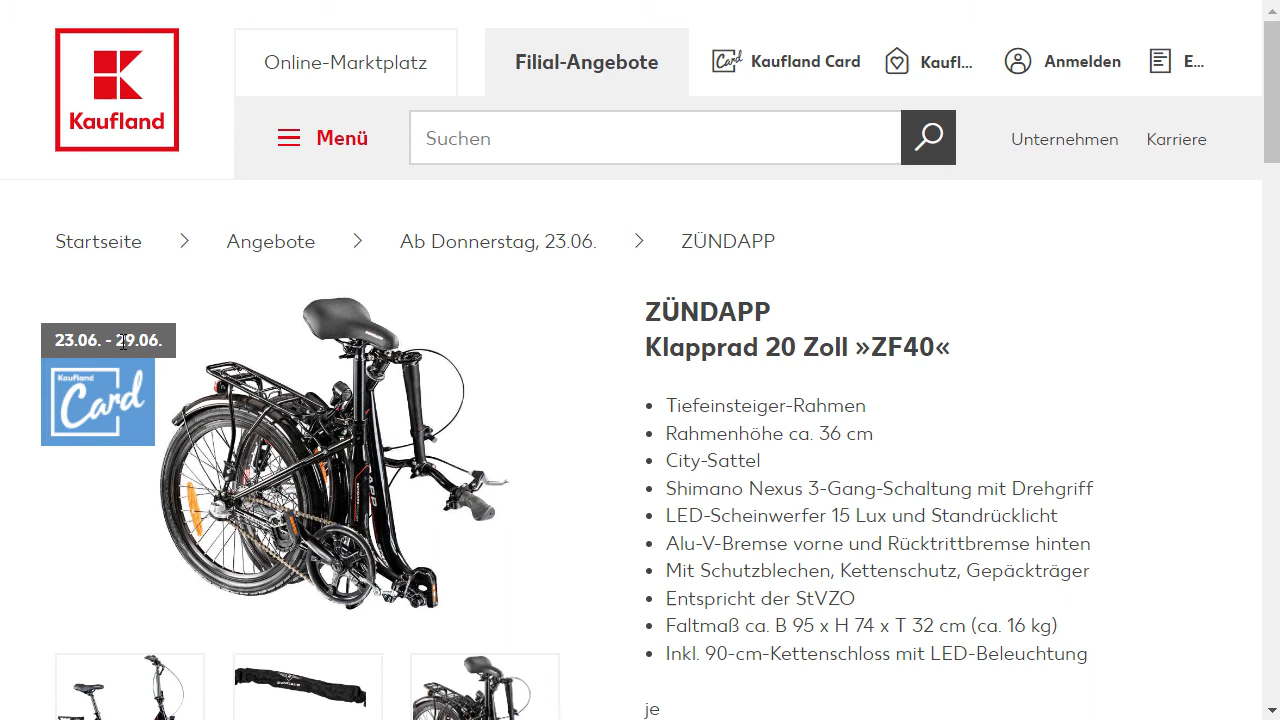 Kaufland
Online-Marktplatz
Filial-Angebote
Card
Kaufland Card
Kaufl...
Anmelden
E...
Menü
Suchen
Unternehmen
Karriere
Startseite
Angebote
Ab Donnerstag, 23.06.
ZÜNDAPP
23.06. - 29.06.
Kaufland
Card
ZÜNDAPP
Klapprad 20 Zoll »ZF40«
• Tiefeinsteiger-Rahmen
• Rahmenhöhe ca. 36 cm
• City-Sattel
• Shimano Nexus 3-Gang-Schaltung mit Drehgriff
• LED-Scheinwerfer 15 Lux und Standrücklicht
• Alu-V-Bremse vorne und Rücktrittbremse hinten
• Mit Schutzblechen, Kettenschutz, Gepäckträger
• Entspricht der StVZO
• Faltmaß ca. B 95 x H 74 x T 32 cm (ca. 16 kg)
• Inkl. 90-cm-Kettenschloss mit LED-Beleuchtung
je